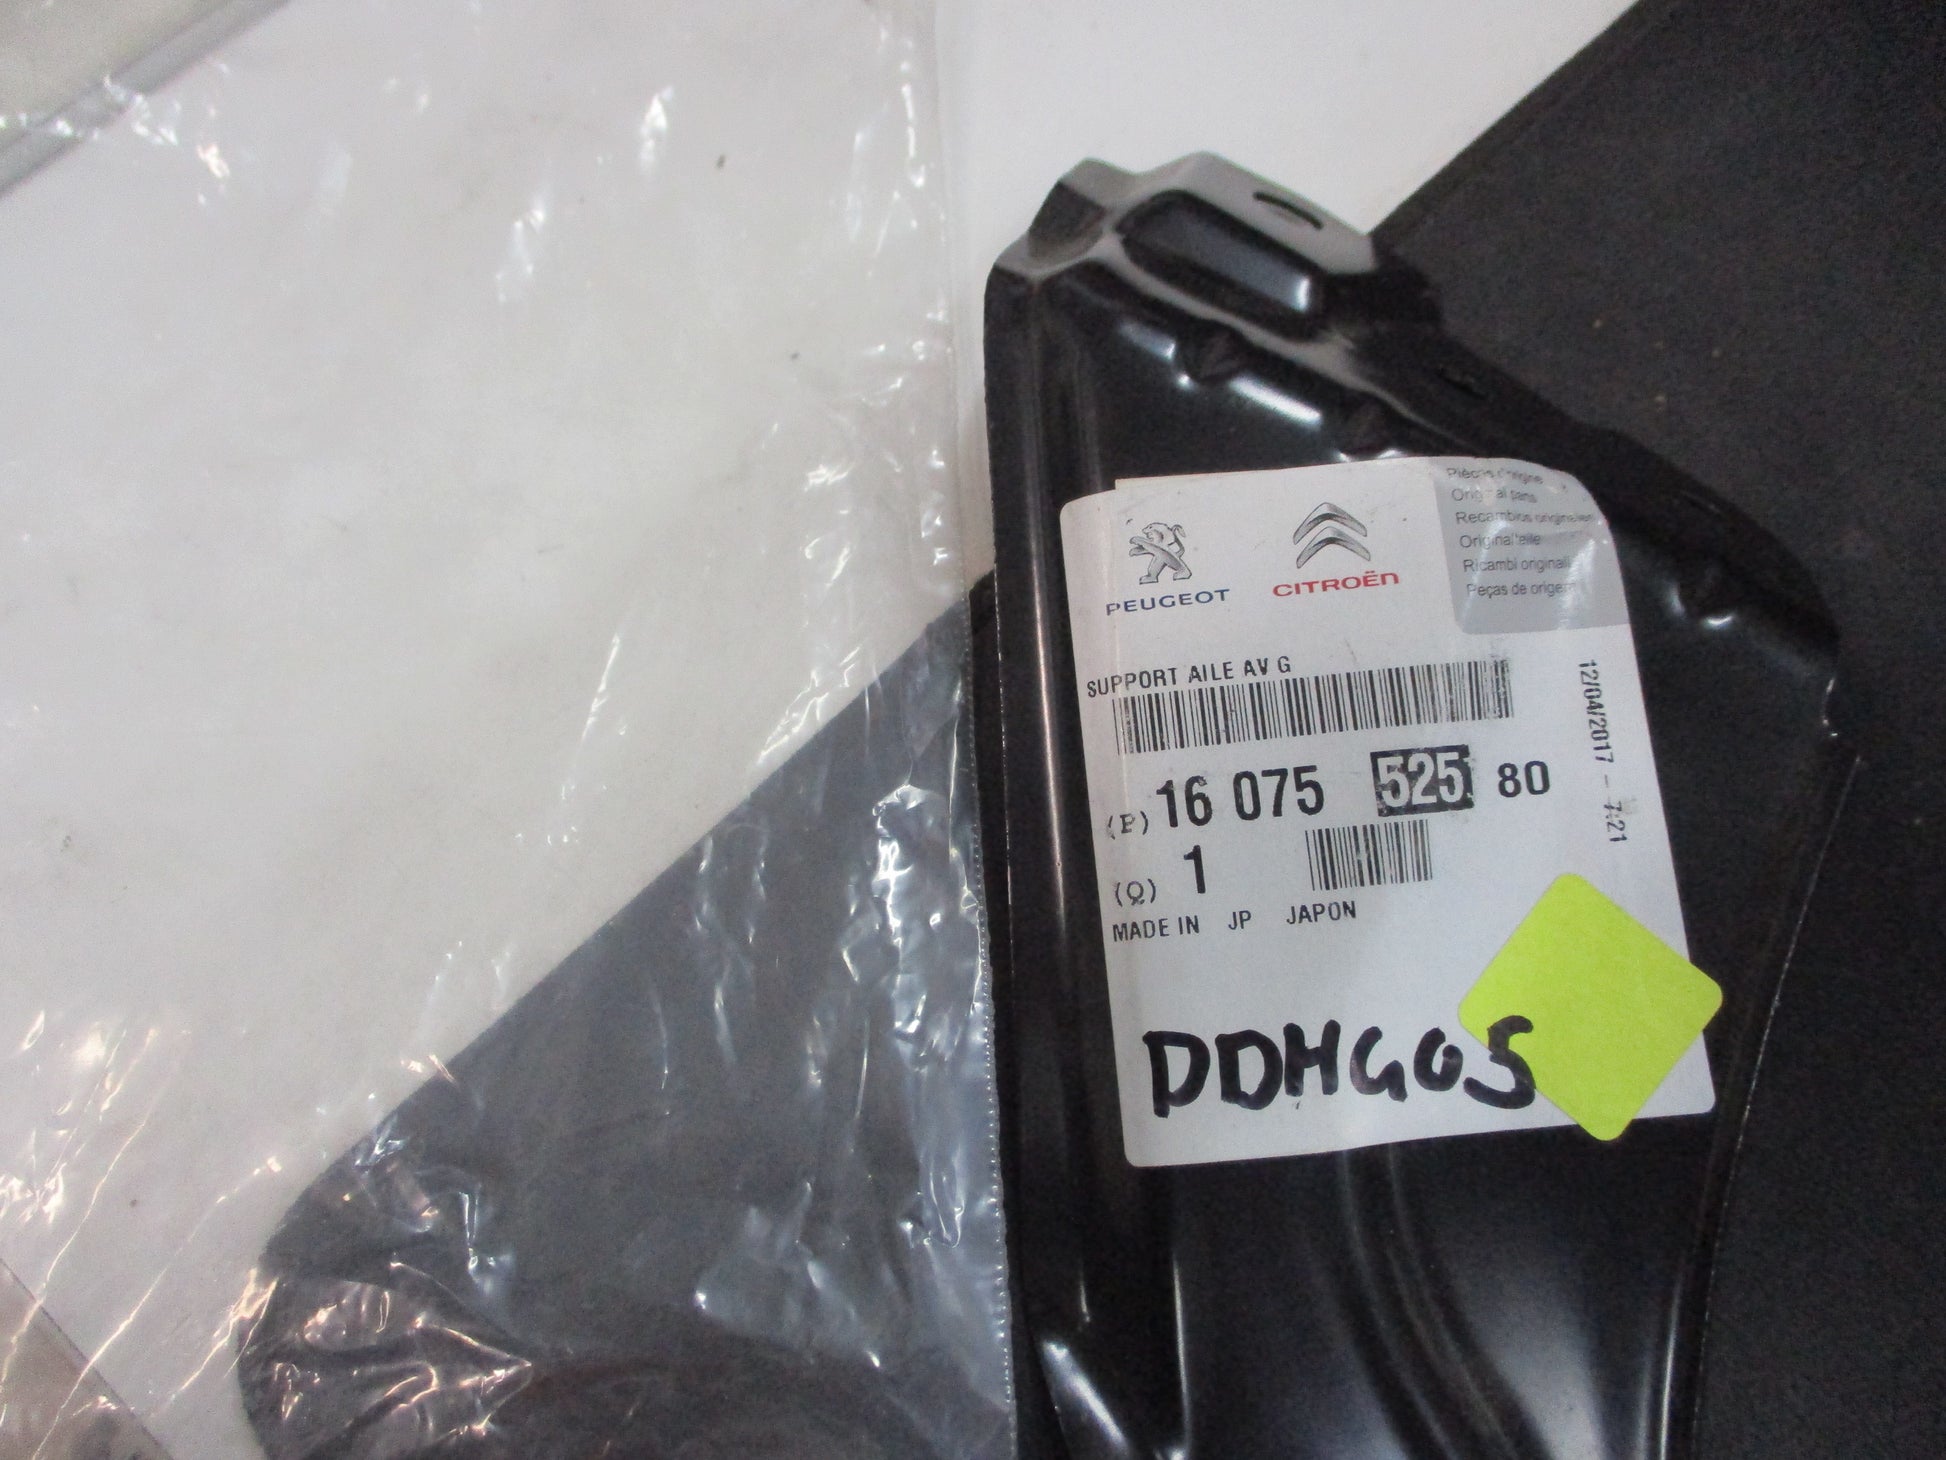 PEUGEOT
CITROËN
Pièces d'origine
Original parts
Recambios originales
Originalteile
Ricambi originali
Peças de origem
SUPPORT AILE AV G
12/04/2017 - 7:21
(P) 16 075 525 80
(Q) 1
MADE IN JP JAPON
DDHG05